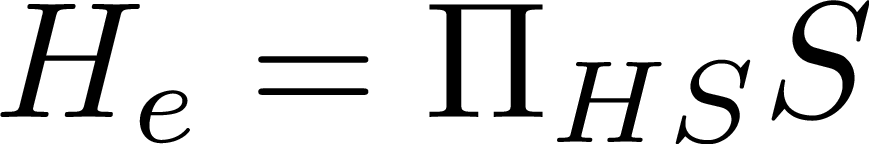 H_e = Π_{HS} S